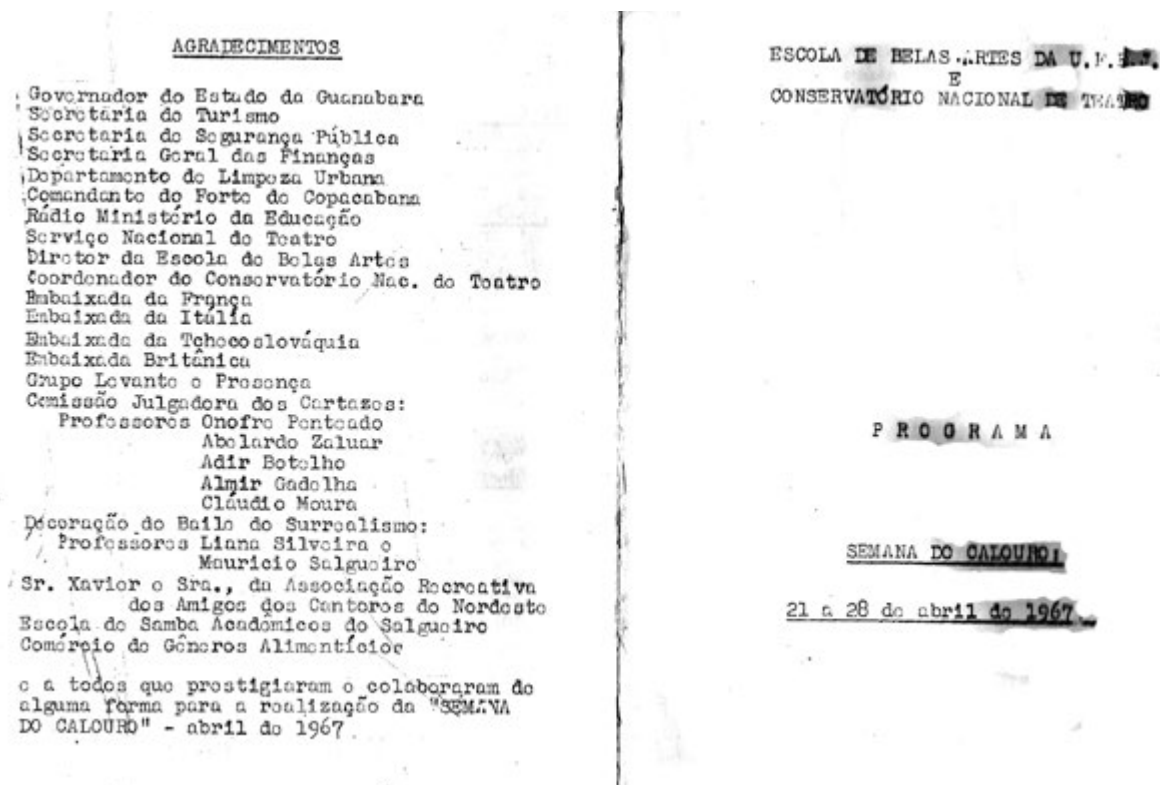 AGRADECIMENTOS
Governador do Estado da Guanabara
Secretaria de Turismo
Secretaria de Segurança Pública
Secretaria Geral das Finanças
Departamento de Limpeza Urbana
Comandante do Forte de Copacabana
Rádio Ministério da Educação
Serviço Nacional de Teatro
Diretor da Escola de Belas Artes
Coordenador do Conservatório Nac. de Teatro
Embaixada da França
Embaixada da Itália
Embaixada da Tchecoslováquia
Embaixada Británica
Grupo Levante e Presença
Comissão Julgadora dos Cartazes:
Professores Onofre Penteado
Abelardo Zaluar
Adir Botelho
Almir Gadelha
Cláudio Moura
Decoração do Baile do Surrealismo:
Professores Liana Silveira e
Mauricio Salgueiro
Sr. Xavier e Sra., da Associação Recreativa
dos Amigos dos Cantores do Nordeste
Escola de Samba Acadêmicos do Salgueiro
Comércio de Gêneros Alimentícios
e a todos que prestigiaram e colaboraram de
alguma forma para a realização da "SEMANA
DO CALOURO" - abril de 1967
ESCOLA DE BELAS ARTES DA U.F.R.J.
E
CONSERVATÓRIO NACIONAL DE TEATRO
P R O G R A M A
SEMANA DO CALOURO!
21 a 28 de abril de 1967